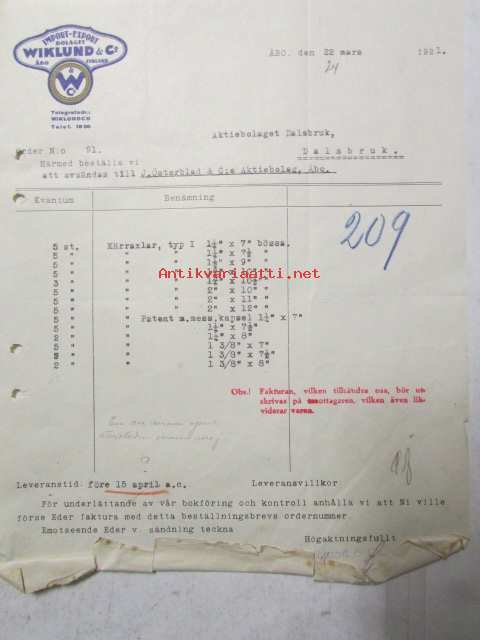 IMPORT-EXPORT
BOLAGET
WIKLUND & Co
ÅBO FINLAND
W C
Telegrafadr.:
WIKLUNDCO
Telef.
ÅBO, den 22 mars 1921.
24
Aktiebolaget Dalsbruk,
Dalsbruk.
Order N:o 91.
Härmed beställa vi
att avsändas till J.Österblad & C:s Aktiebolag, Åbo.
Kvantum Benämning
209
5 st. Kärraxlar, typ I 1¼" x 7" bössa.
5 " " " 1¼" x 7½" "
5 " " " 1½" x 9" "
5 " " "
3 " " "
5 " " " 2" x 10" "
5 " " " 2" x 11" "
5 " " " 2" x 12" "
5 " " Patent m.mess.kapsel 1¼" x 7"
5 " " 1¼" x 7½"
2 " " 1½" x 8"
5 " " 1 3/8" x 7"
5 " " 1 3/8" x 7½"
2 " " 1 3/8" x 8"
Antikvariaatti.net
Obs.! Fakturan, vilken tillsändes oss, bör ut-
skrivas på mottagaren, vilken även lik-
viderar varen.
Leveranstid: före 15 april a.c. Leveransvillkor
För underlättande av vår bokföring och kontroll anhålla vi att Ni ville
förse Eder faktura med detta beställningsbrevs ordernummer.
Emotseende Eder v. sändning teckna
Högaktningsfullt